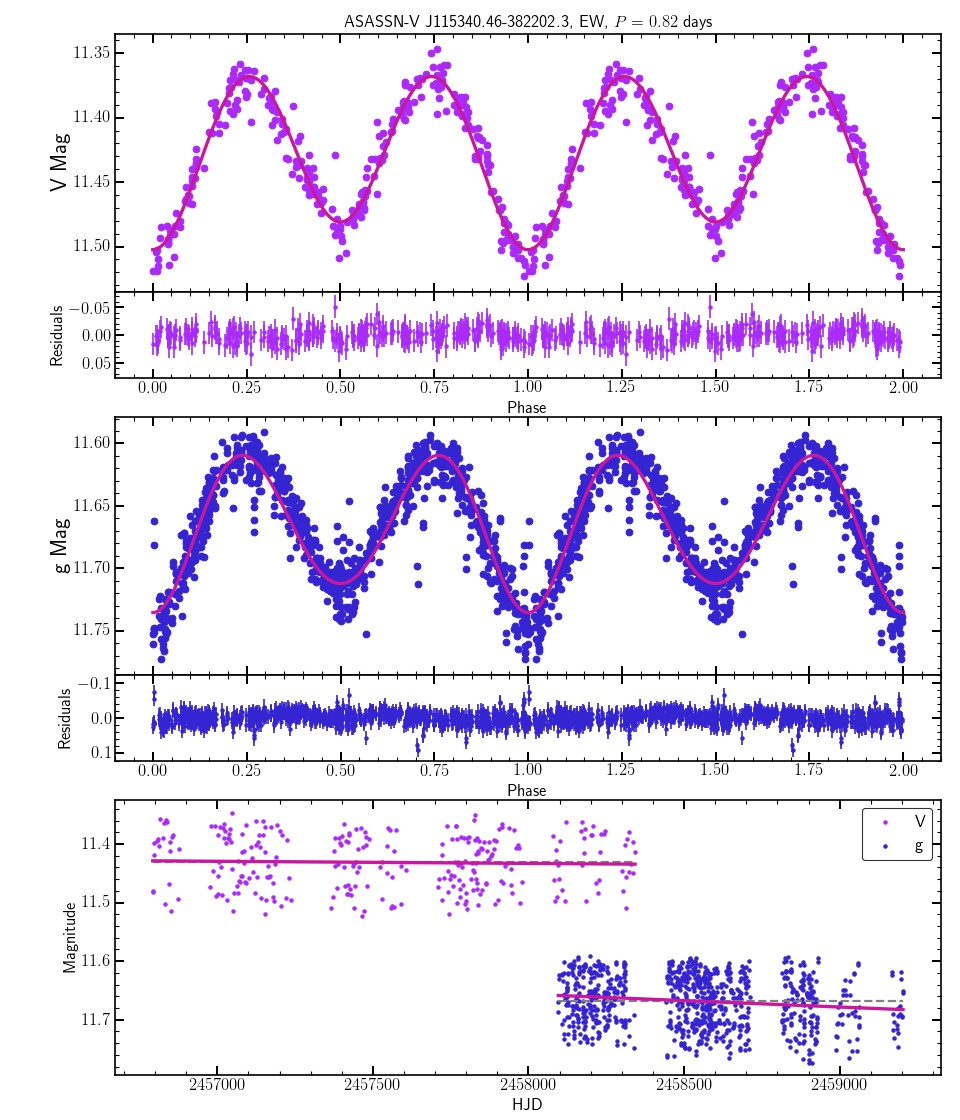 ASASSN-V J115340.46-382202.3, EW, P = 0.82 days
V Mag
11.35
11.40
11.45
11.50
Residuals
−0.05
0.00
0.05
0.00 0.25 0.50 0.75 1.00 1.25 1.50 1.75 2.00
Phase
g Mag
11.60
11.65
11.70
11.75
Residuals
−0.1
0.0
0.1
0.00 0.25 0.50 0.75 1.00 1.25 1.50 1.75 2.00
Phase
Magnitude
11.4
11.5
11.6
11.7
V
g
2457000 2457500 2458000 2458500 2459000
HJD